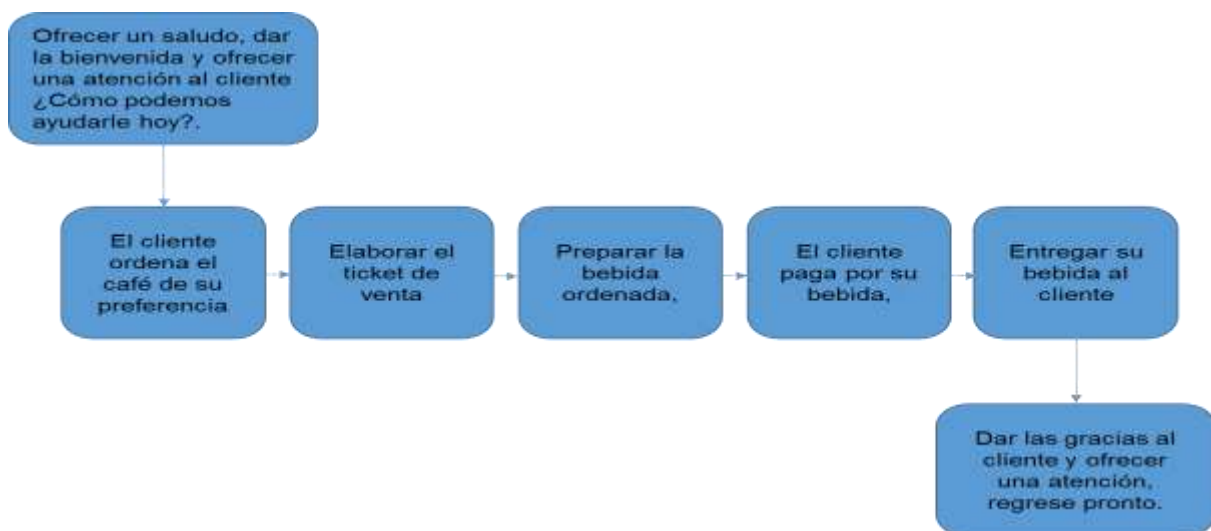 Ofrecer un saludo, dar
la bienvenida y ofrecer
una atención al cliente
¿Cómo podemos
ayudarle hoy?.
El cliente
ordena el
café de su
preferencia
Elaborar el
ticket de
venta
Preparar la
bebida
ordenada,
El cliente
paga por su
bebida,
Entregar su
bebida al
cliente
Dar las gracias al
cliente y ofrecer
una atención,
regrese pronto.